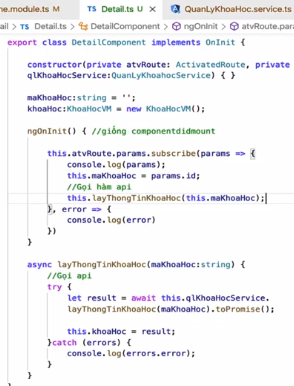 ne.module.ts M
TS Detail.ts U
QuanLyKhoaHoc.service.ts
ail > TS Detail.ts > DetailComponent > ngOnInit > atvRoute.par
export class DetailComponent implements OnInit {
constructor(private atvRoute: ActivatedRoute, private
qlKhoaHocService:QuanLyKhoahocService) { }
maKhoaHoc:string = '';
khoaHoc:KhoaHocVM = new KhoaHocVM();
ngOnInit() { //giống componentdidmount
this.atvRoute.params.subscribe(params => {
console.log(params);
this.maKhoaHoc = params.id;
//Gọi hàm api
this.layThongTinKhoaHoc(this.maKhoaHoc);
}, error => {
console.log(error)
})
}
async layThongTinKhoaHoc(maKhoaHoc:string) {
//Gọi api
try {
let result = await this.qlKhoaHocService.
layThongTinKhoaHoc(maKhoaHoc).toPromise();
this.khoaHoc = result;
}catch (errors) {
console.log(errors.error);
}
}
}